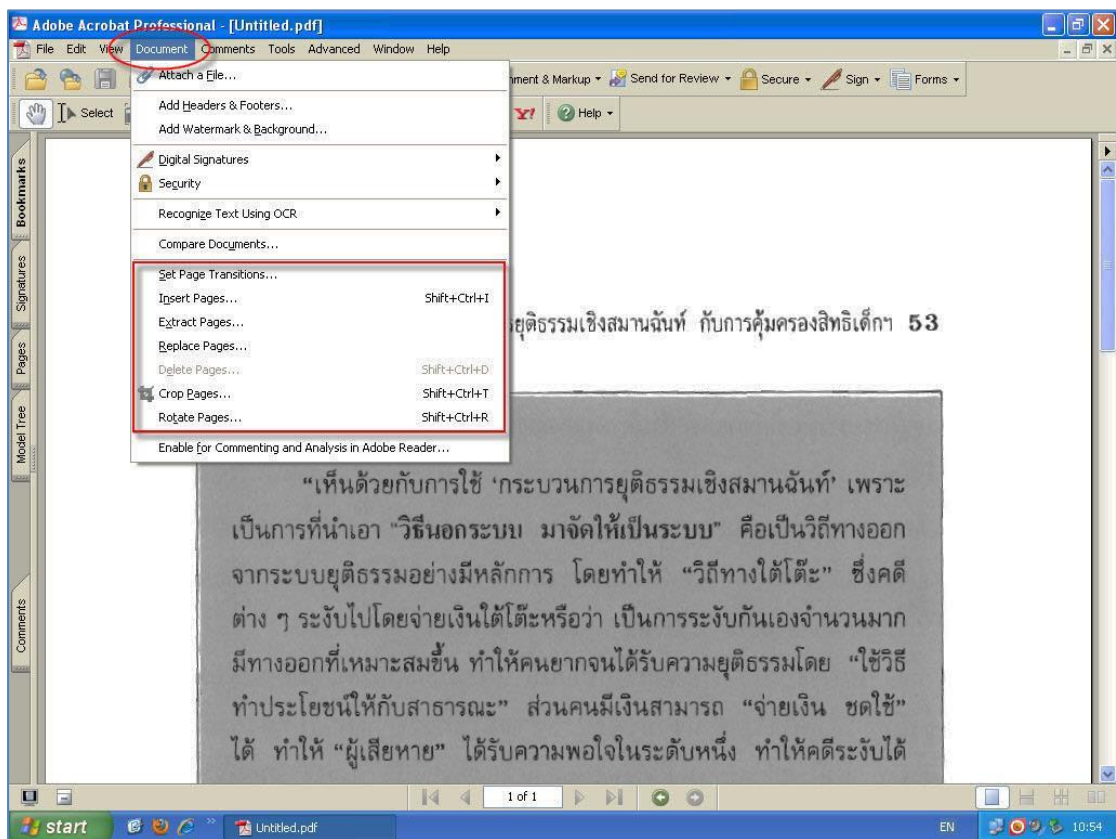 Adobe Acrobat Professional - [Untitled.pdf]
File Edit View Document Comments Tools Advanced Window Help
Attach a File...
Add Headers & Footers...
Add Watermark & Background...
Digital Signatures
Security
Recognize Text Using OCR
Compare Documents...
Set Page Transitions...
Insert Pages... Shift+Ctrl+I
Extract Pages...
Replace Pages...
Delete Pages... Shift+Ctrl+D
Crop Pages... Shift+Ctrl+T
Rotate Pages... Shift+Ctrl+R
Enable for Commenting and Analysis in Adobe Reader...
& Markup Send for Review Secure Sign Forms
Select Y! Help
Bookmarks
Signatures
Pages
Model Tree
Comments
ยุติธรรมเชิงสมานฉันท์ กับการคุ้มครองสิทธิเด็กฯ 53
“เห็นด้วยกับการใช้ ‘กระบวนการยุติธรรมเชิงสมานฉันท์’ เพราะ
เป็นการที่นำเอา “วิธีนอกระบบ มาจัดให้เป็นระบบ” คือเป็นวิถีทางออก
จากระบบยุติธรรมอย่างมีหลักการ โดยทำให้ “วิถีทางใต้โต๊ะ” ซึ่งคดี
ต่าง ๆ ระงับไปโดยจ่ายเงินใต้โต๊ะหรือว่า เป็นการระงับกันเองจำนวนมาก
มีทางออกที่เหมาะสมขึ้น ทำให้คนยากจนได้รับความยุติธรรมโดย “ใช้วิธี
ทำประโยชน์ให้กับสาธารณะ” ส่วนคนมีเงินสามารถ “จ่ายเงิน ชดใช้”
ได้ ทำให้ “ผู้เสียหาย” ได้รับความพอใจในระดับหนึ่ง ทำให้คดีระงับได้
1 of 1
start Untitled.pdf EN 10:54